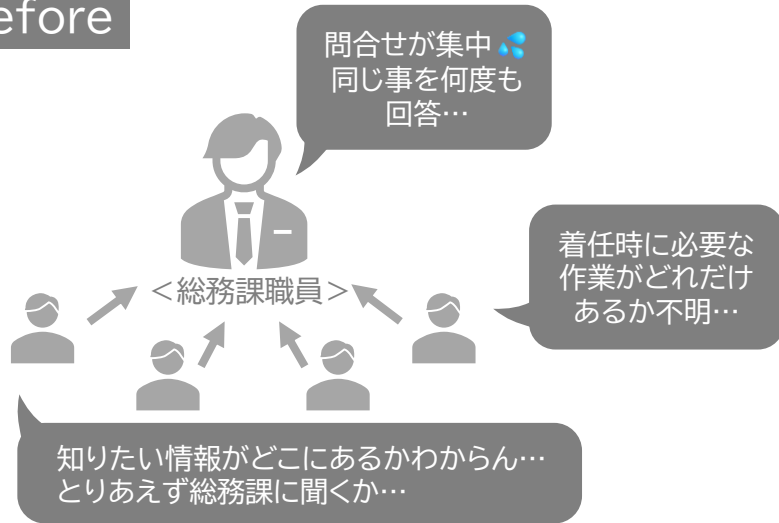 efore
問合せが集中💦
同じ事を何度も
回答…
<総務課職員>
着任時に必要な
作業がどれだけ
あるか不明…
知りたい情報がどこにあるかわからん…
とりあえず総務課に聞くか…